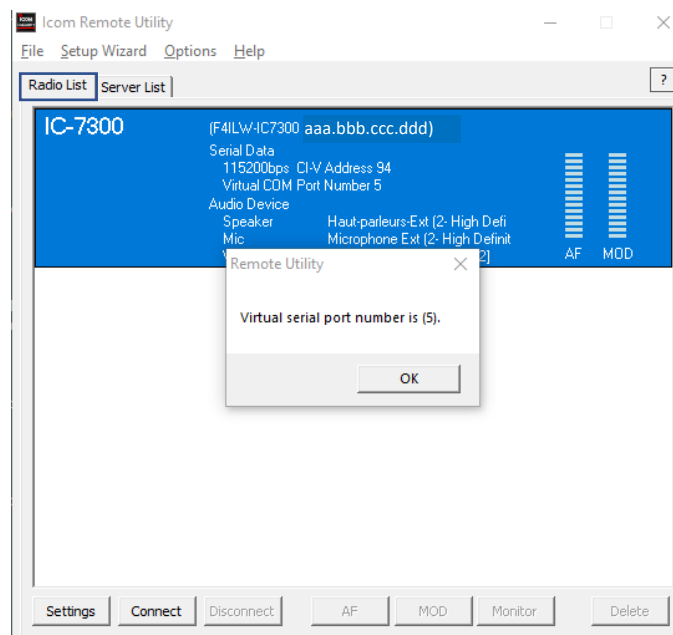 Icom Remote Utility
File Setup Wizard Options Help
Radio List Server List ?
IC-7300 (F4ILW-IC7300 aaa.bbb.ccc.ddd)
Serial Data
115200bps CI-V Address 94
Virtual COM Port Number 5
Audio Device
Speaker Haut-parleurs-Ext (2- High Defi
Mic Microphone Ext (2- High Definit
2]
AF MOD
Remote Utility
Virtual serial port number is (5).
OK
Settings Connect Disconnect AF MOD Monitor Delete